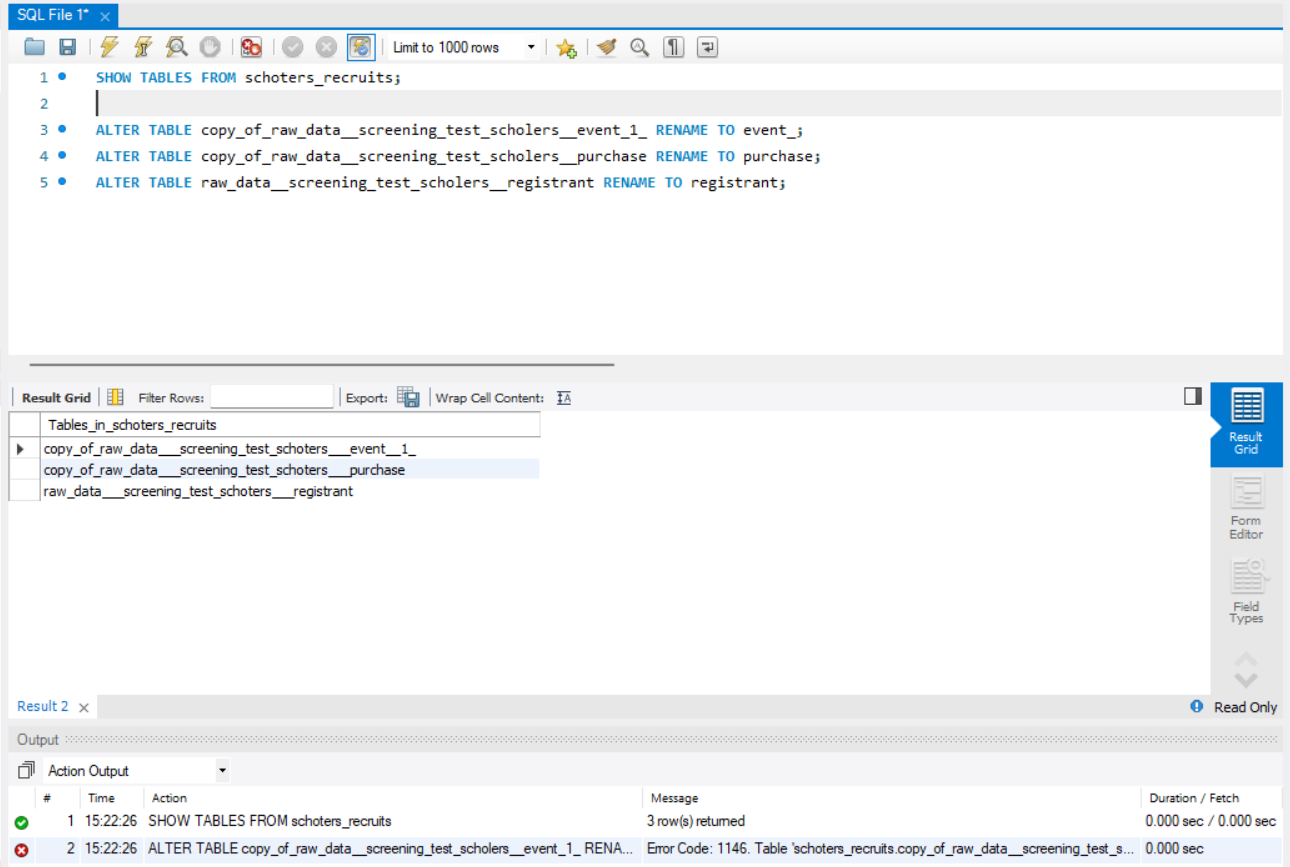 SQL File 1*
Limit to 1000 rows
1 SHOW TABLES FROM schoters_recruits;
2
3 ALTER TABLE copy_of_raw_data__screening_test_scholers__event_1_ RENAME TO event_;
4 ALTER TABLE copy_of_raw_data__screening_test_scholers__purchase RENAME TO purchase;
5 ALTER TABLE raw_data__screening_test_scholers__registrant RENAME TO registrant;
Result Grid Filter Rows: Export: Wrap Cell Content:
Tables_in_schoters_recruits
copy_of_raw_data___screening_test_schoters___event__1_
copy_of_raw_data___screening_test_schoters___purchase
raw_data___screening_test_schoters___registrant
Result
Grid
Form
Editor
Field
Types
Result 2 Read Only
Output
Action Output
# Time Action Message Duration / Fetch
1 15:22:26 SHOW TABLES FROM schoters_recruits 3 row(s) returned 0.000 sec / 0.000 sec
2 15:22:26 ALTER TABLE copy_of_raw_data__screening_test_scholers__event_1_ RENA... Error Code: 1146. Table 'schoters_recruits.copy_of_raw_data__screening_test_s... 0.000 sec